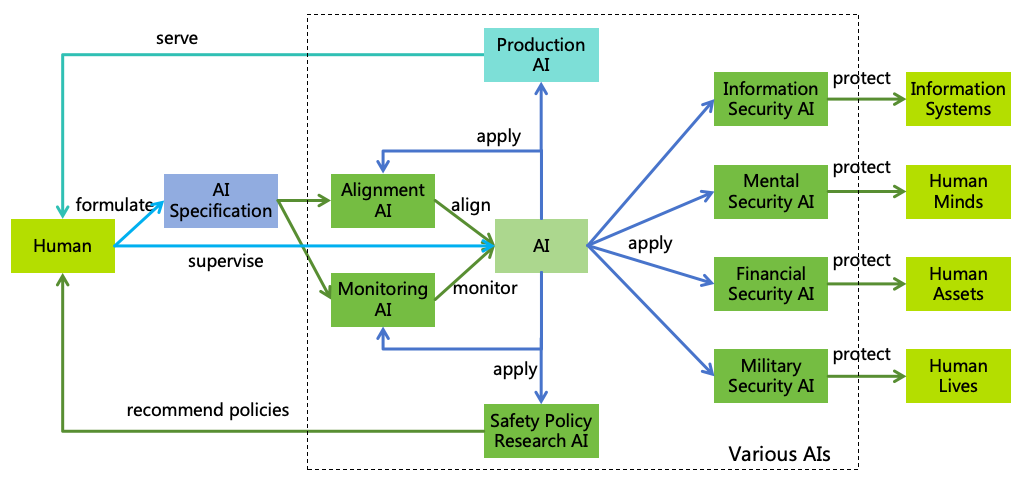 serve
Production
AI
Information
Security AI
protect
Information
Systems
apply
formulate
AI
Specification
Alignment
AI
align
Mental
Security AI
protect
Human
Minds
Human
supervise
AI
apply
Monitoring
AI
monitor
Financial
Security AI
protect
Human
Assets
apply
Military
Security AI
protect
Human
Lives
recommend policies
Safety Policy
Research AI
Various AIs